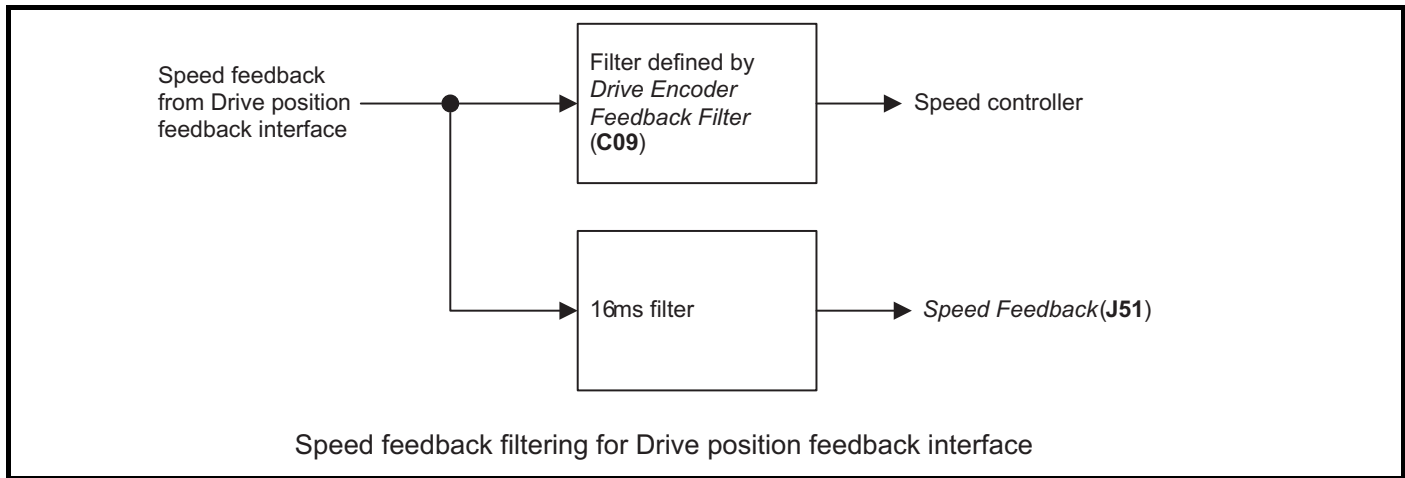 Speed feedback
from Drive position
feedback interface
Filter defined by
Drive Encoder
Feedback Filter
(C09)
Speed controller
16ms filter
Speed Feedback(J51)
Speed feedback filtering for Drive position feedback interface